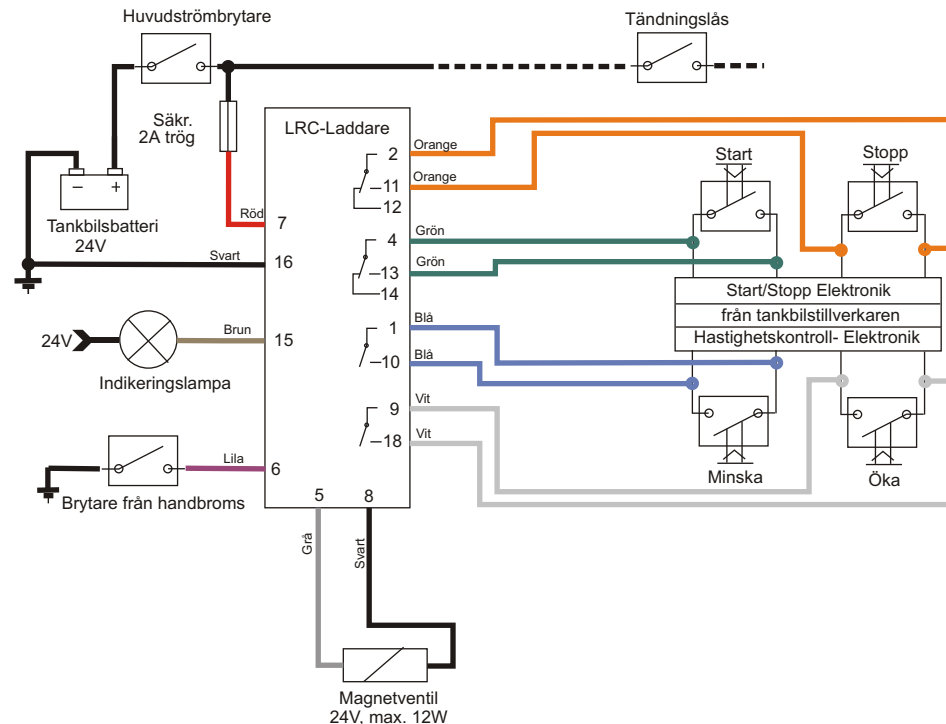 Huvudströmbrytare
Tändningslås
Säkr.
2A trög
LRC-Laddare
2
Orange
11
Orange
12
Start
Stopp
− +
Tankbilsbatteri
24V
Röd
7
4
Grön
Svart
16
13
Grön
14
Start/Stopp Elektronik
från tankbilstillverkaren
Hastighetskontroll- Elektronik
24V
Brun
15
1
Blå
10
Blå
Indikeringslampa
9
Vit
18
Vit
Lila
6
Minska
Öka
Brytare från handbroms
5
8
Grå
Svart
Magnetventil
24V, max. 12W